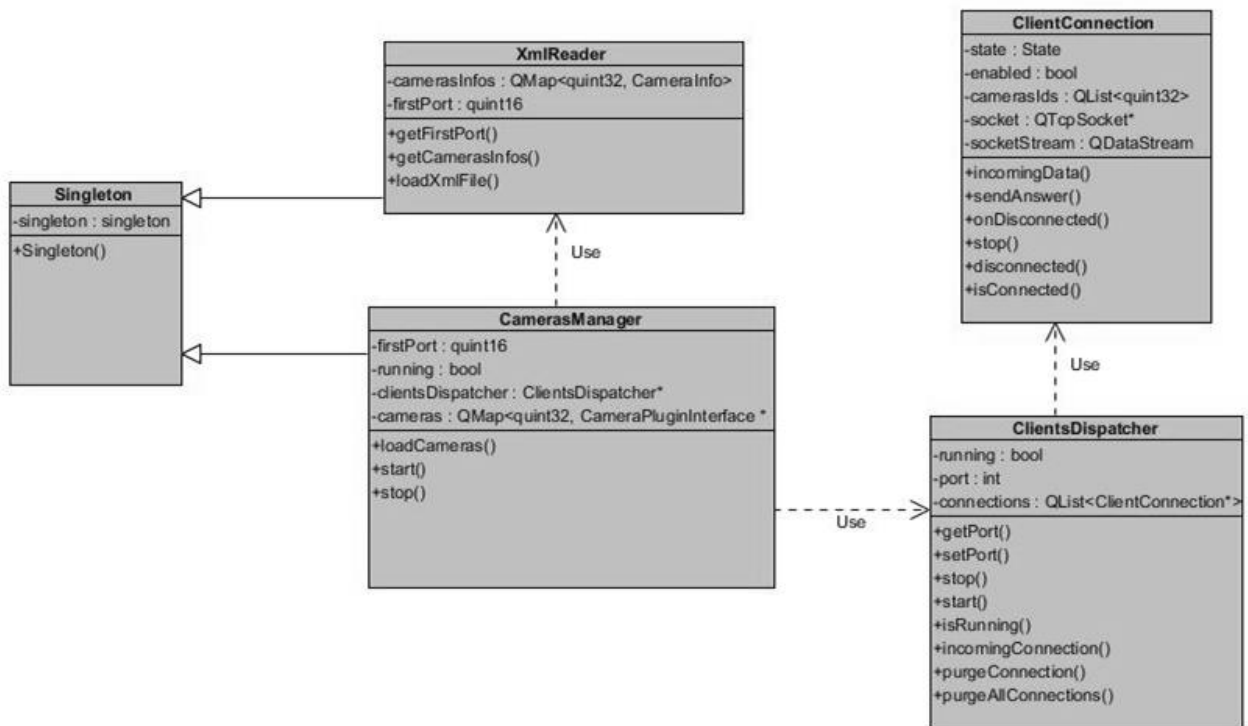 XmlReader
-camerasInfos : QMap<quint32, CameraInfo>
-firstPort : quint16
+getFirstPort()
+getCamerasInfos()
+loadXmlFile()
ClientConnection
-state : State
-enabled : bool
-camerasIds : QList<quint32>
-socket : QTcpSocket*
-socketStream : QDataStream
+incomingData()
+sendAnswer()
+onDisconnected()
+stop()
+disconnected()
+isConnected()
Singleton
-singleton : singleton
+Singleton()
Use
CamerasManager
-firstPort : quint16
-running : bool
-clientsDispatcher : ClientsDispatcher*
-cameras : QMap<quint32, CameraPluginInterface *
+loadCameras()
+start()
+stop()
Use
Use
ClientsDispatcher
-running : bool
-port : int
-connections : QList<ClientConnection*>
+getPort()
+setPort()
+stop()
+start()
+isRunning()
+incomingConnection()
+purgeConnection()
+purgeAllConnections()